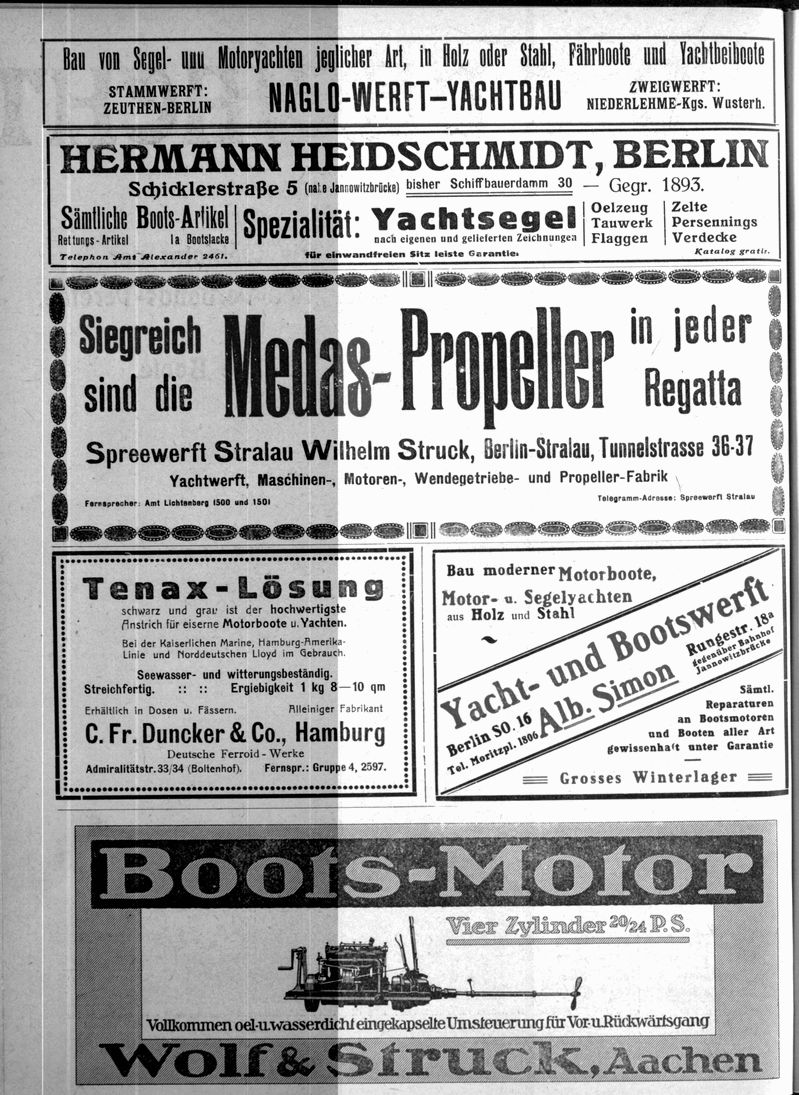 Bau von Segel- und Motoryachten jeglicher Art, in Holz oder Stahl, Fährboote und Yachtbeiboote
STAMMWERFT:
ZEUTHEN-BERLIN
NAGLO-WERFT-YACHTBAU
ZWEIGWERFT:
NIEDERLEHME-Kgs. Wusterh.
HERMANN HEIDSCHMIDT, BERLIN
Schicklerstraße 5 (nahe Jannowitzbrücke) bisher Schiffbauerdamm 30 — Gegr. 1893.
Sämtliche Boots-Artikel
Rettungs-Artikel Ia Bootslacke
Spezialität: Yachtsegel
nach eigenen und gelieferten Zeichnungen
Oelzeug
Tauwerk
Flaggen
Zelte
Persennings
Verdecke
Telephon Amt Alexander 2461.
für einwandfreien Sitz leiste Garantie.
Katalog gratis.
Siegreich
sind die
Medas-Propeller
in jeder
Regatta
Spreewerft Stralau Wilhelm Struck, Berlin-Stralau, Tunnelstrasse 36-37
Yachtwerft, Maschinen-, Motoren-, Wendegetriebe- und Propeller-Fabrik
Fernsprecher: Amt Lichtenberg 1500 und 1501
Telegramm-Adresse: Spreewerft Stralau
Tenax-Lösung
schwarz und grau ist der hochwertigste
Anstrich für eiserne Motorboote u. Yachten.
Bei der Kaiserlichen Marine, Hamburg-Amerika-
Linie und Norddeutschen Lloyd im Gebrauch.
Seewasser- und witterungsbeständig.
Streichfertig. :: :: Ergiebigkeit 1 kg 8—10 qm
Erhältlich in Dosen u. Fässern. Alleiniger Fabrikant
C. Fr. Duncker & Co., Hamburg
Deutsche Ferroid-Werke
Admiralitätstr. 33/34 (Boltenhof). Fernspr.: Gruppe 4, 2597.
Bau moderner Motorboote,
Motor- u. Segelyachten
aus Holz und Stahl
Yacht- und Bootswerft
Alb. Simon
Berlin SO. 16
Tel. Moritzpl. 1806
Rungestr. 18a
gegenüber Bahnhof
Jannowitzbrücke
Sämtl.
Reparaturen
an Bootsmotoren
und Booten aller Art
gewissenhaft unter Garantie
Grosses Winterlager
Boots-Motor
Vier Zylinder 20/24 P.S.
Vollkommen oel-u.wasserdicht eingekapselte Umsteuerung für Vor-u.Rückwärtsgang
Wolf & Struck, Aachen